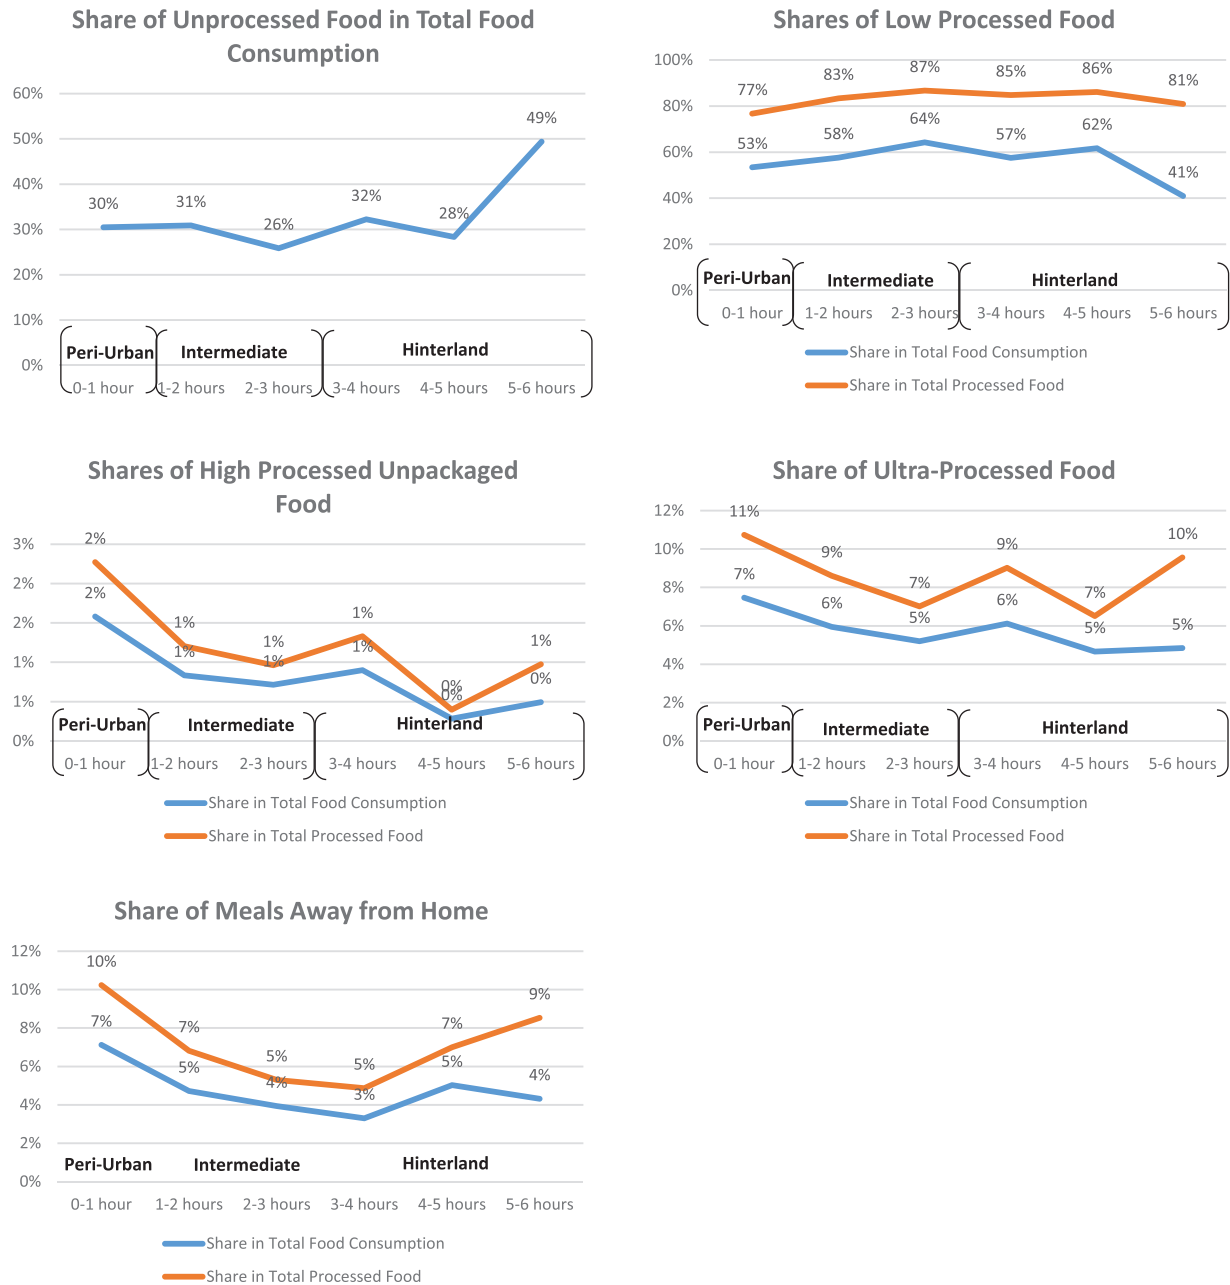 Share of Unprocessed Food in Total Food
Consumption
60%
50%
40%
30%
20%
10%
0%
30%
31%
26%
32%
28%
49%
Peri-Urban
Intermediate
Hinterland
0-1 hour
1-2 hours
2-3 hours
3-4 hours
4-5 hours
5-6 hours
Shares of Low Processed Food
100%
80%
60%
40%
20%
0%
77%
83%
87%
85%
86%
81%
53%
58%
64%
57%
62%
41%
Peri-Urban
Intermediate
Hinterland
0-1 hour
1-2 hours
2-3 hours
3-4 hours
4-5 hours
5-6 hours
Share in Total Food Consumption
Share in Total Processed Food
Shares of High Processed Unpackaged
Food
3%
2%
2%
1%
1%
0%
2%
1%
1%
1%
0%
1%
2%
1%
1%
1%
0%
0%
Peri-Urban
Intermediate
Hinterland
0-1 hour
1-2 hours
2-3 hours
3-4 hours
4-5 hours
5-6 hours
Share in Total Food Consumption
Share in Total Processed Food
Share of Ultra-Processed Food
12%
10%
8%
6%
4%
2%
0%
11%
9%
7%
9%
7%
10%
7%
6%
5%
6%
5%
5%
Peri-Urban
Intermediate
Hinterland
0-1 hour
1-2 hours
2-3 hours
3-4 hours
4-5 hours
5-6 hours
Share in Total Food Consumption
Share in Total Processed Food
Share of Meals Away from Home
12%
10%
8%
6%
4%
2%
0%
10%
7%
5%
5%
7%
9%
7%
5%
4%
3%
5%
4%
Peri-Urban
Intermediate
Hinterland
0-1 hour
1-2 hours
2-3 hours
3-4 hours
4-5 hours
5-6 hours
Share in Total Food Consumption
Share in Total Processed Food